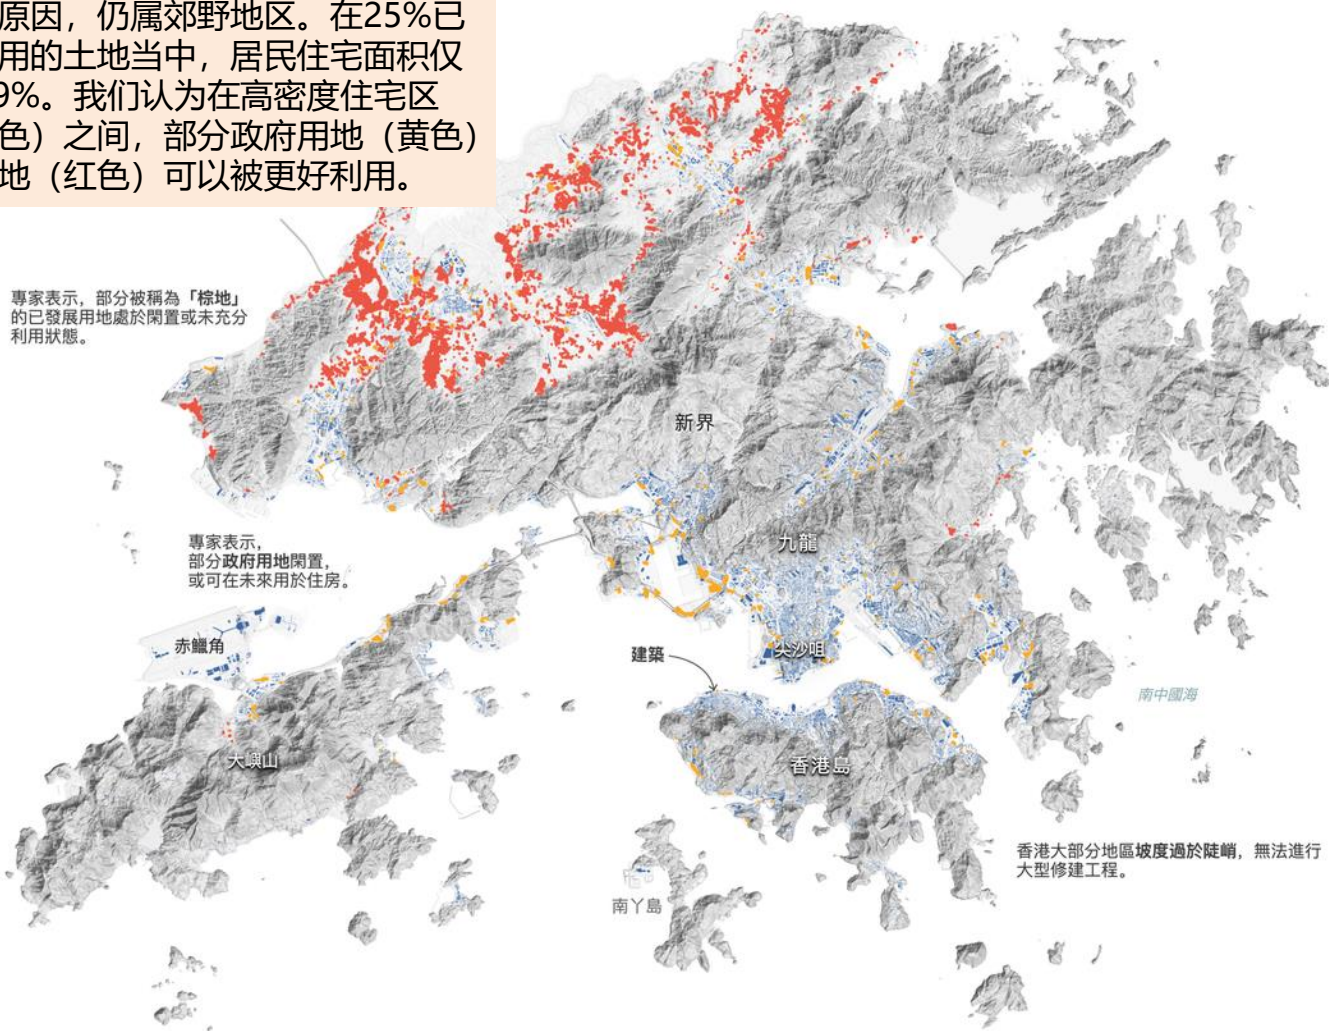 原因，仍属郊野地区。在25%已
用的土地当中，居民住宅面积仅
9%。我们认为在高密度住宅区
色）之间，部分政府用地（黄色）
地（红色）可以被更好利用。
專家表示，部分被稱為「棕地」
的已發展用地處於閑置或未充分
利用狀態。
新界
專家表示，
部分政府用地閑置，
或可在未來用於住房。
九龍
赤鱲角
建築
尖沙咀
南中國海
大嶼山
香港島
香港大部分地區坡度過於陡峭，無法進行
大型修建工程。
南丫島